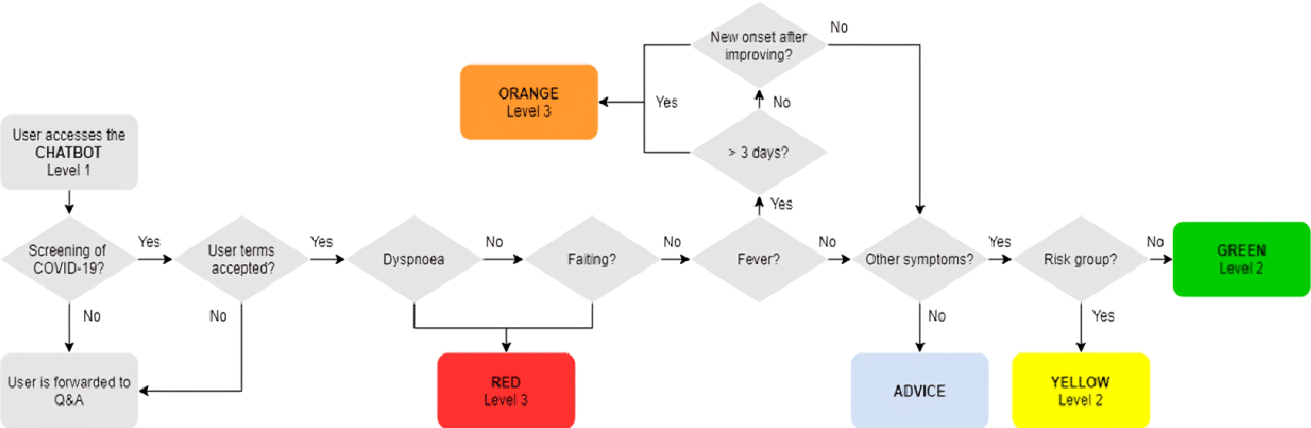 New onset after
improving?
No
ORANGE
Level 3
Yes
No
> 3 days?
Yes
User accesses the
CHATBOT
Level 1
Screening of
COVID-19?
Yes
User terms
accepted?
Yes
Dyspnoea
No
Faiting?
No
Fever?
No
Other symptoms?
Yes
Risk group?
No
GREEN
Level 2
No
No
No
Yes
User is forwarded to
Q&A
RED
Level 3
ADVICE
YELLOW
Level 2